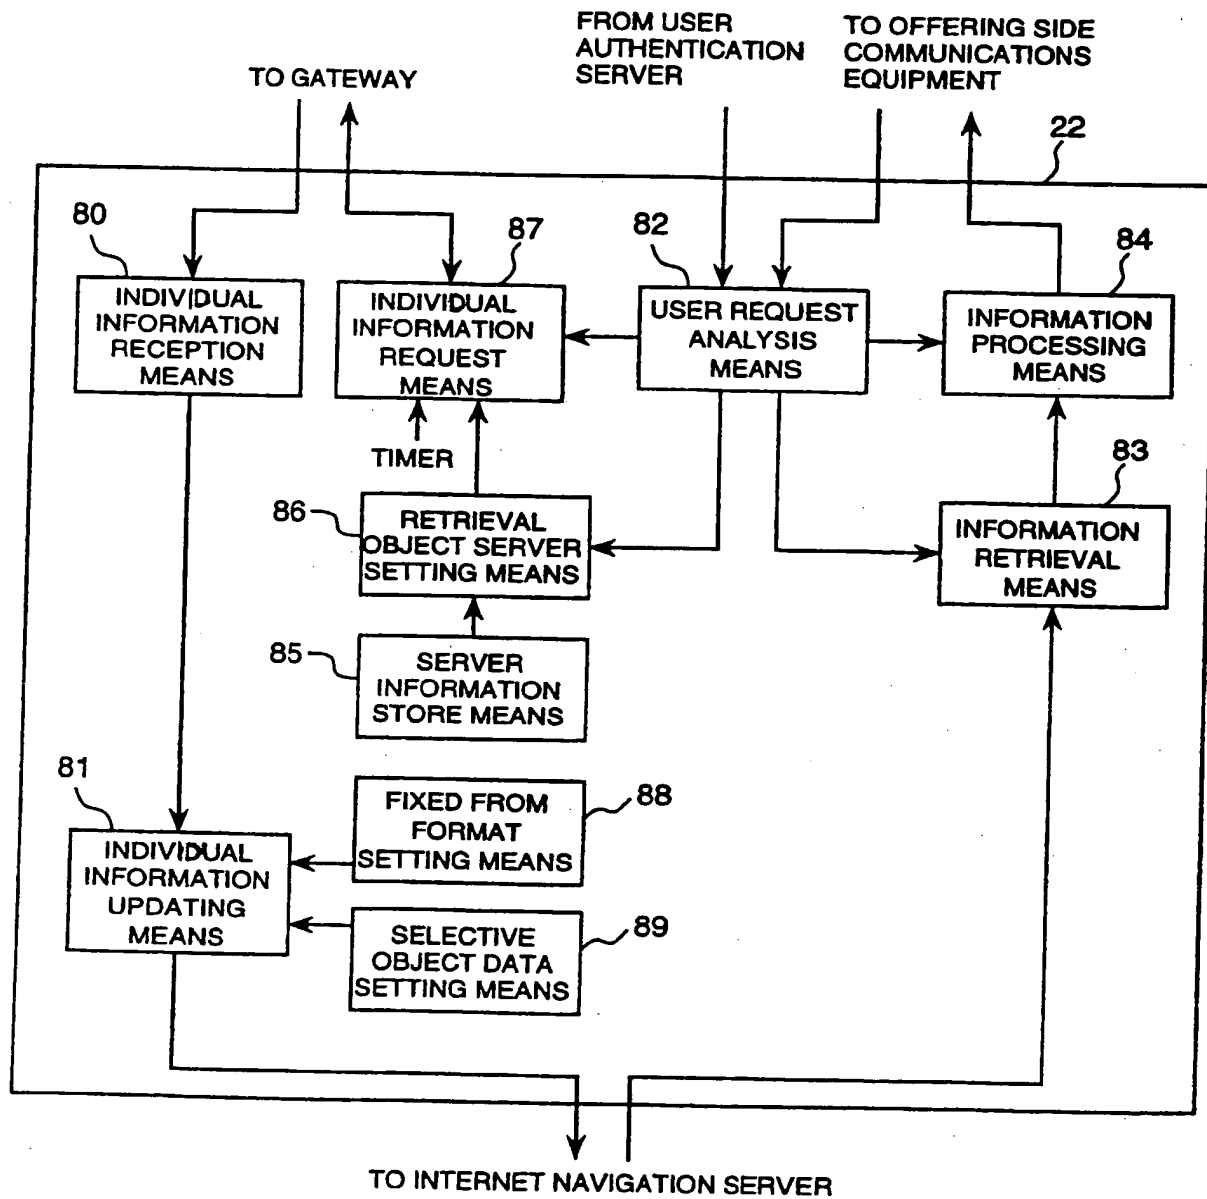 FROM USER
AUTHENTICATION
SERVER
TO OFFERING SIDE
COMMUNICATIONS
EQUIPMENT
TO GATEWAY
22
80
INDIVIDUAL
INFORMATION
RECEPTION
MEANS
87
INDIVIDUAL
INFORMATION
REQUEST
MEANS
82
USER REQUEST
ANALYSIS
MEANS
84
INFORMATION
PROCESSING
MEANS
TIMER
86
RETRIEVAL
OBJECT SERVER
SETTING MEANS
83
INFORMATION
RETRIEVAL
MEANS
85
SERVER
INFORMATION
STORE MEANS
81
INDIVIDUAL
INFORMATION
UPDATING
MEANS
88
FIXED FROM
FORMAT
SETTING MEANS
89
SELECTIVE
OBJECT DATA
SETTING MEANS
TO INTERNET NAVIGATION SERVER